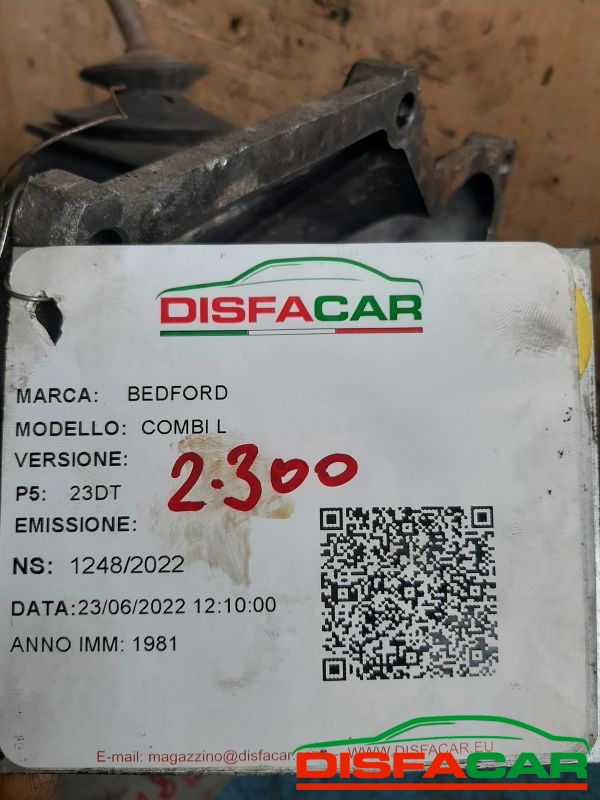 DISFACAR
MARCA: BEDFORD
MODELLO: COMBI L
VERSIONE:
2.300
P5: 23DT
EMISSIONE:
NS: 1248/2022
DATA:23/06/2022 12:10:00
ANNO IMM: 1981
E-mail: magazzino@disfacar
WWW.DISFACAR.EU
DISFACAR